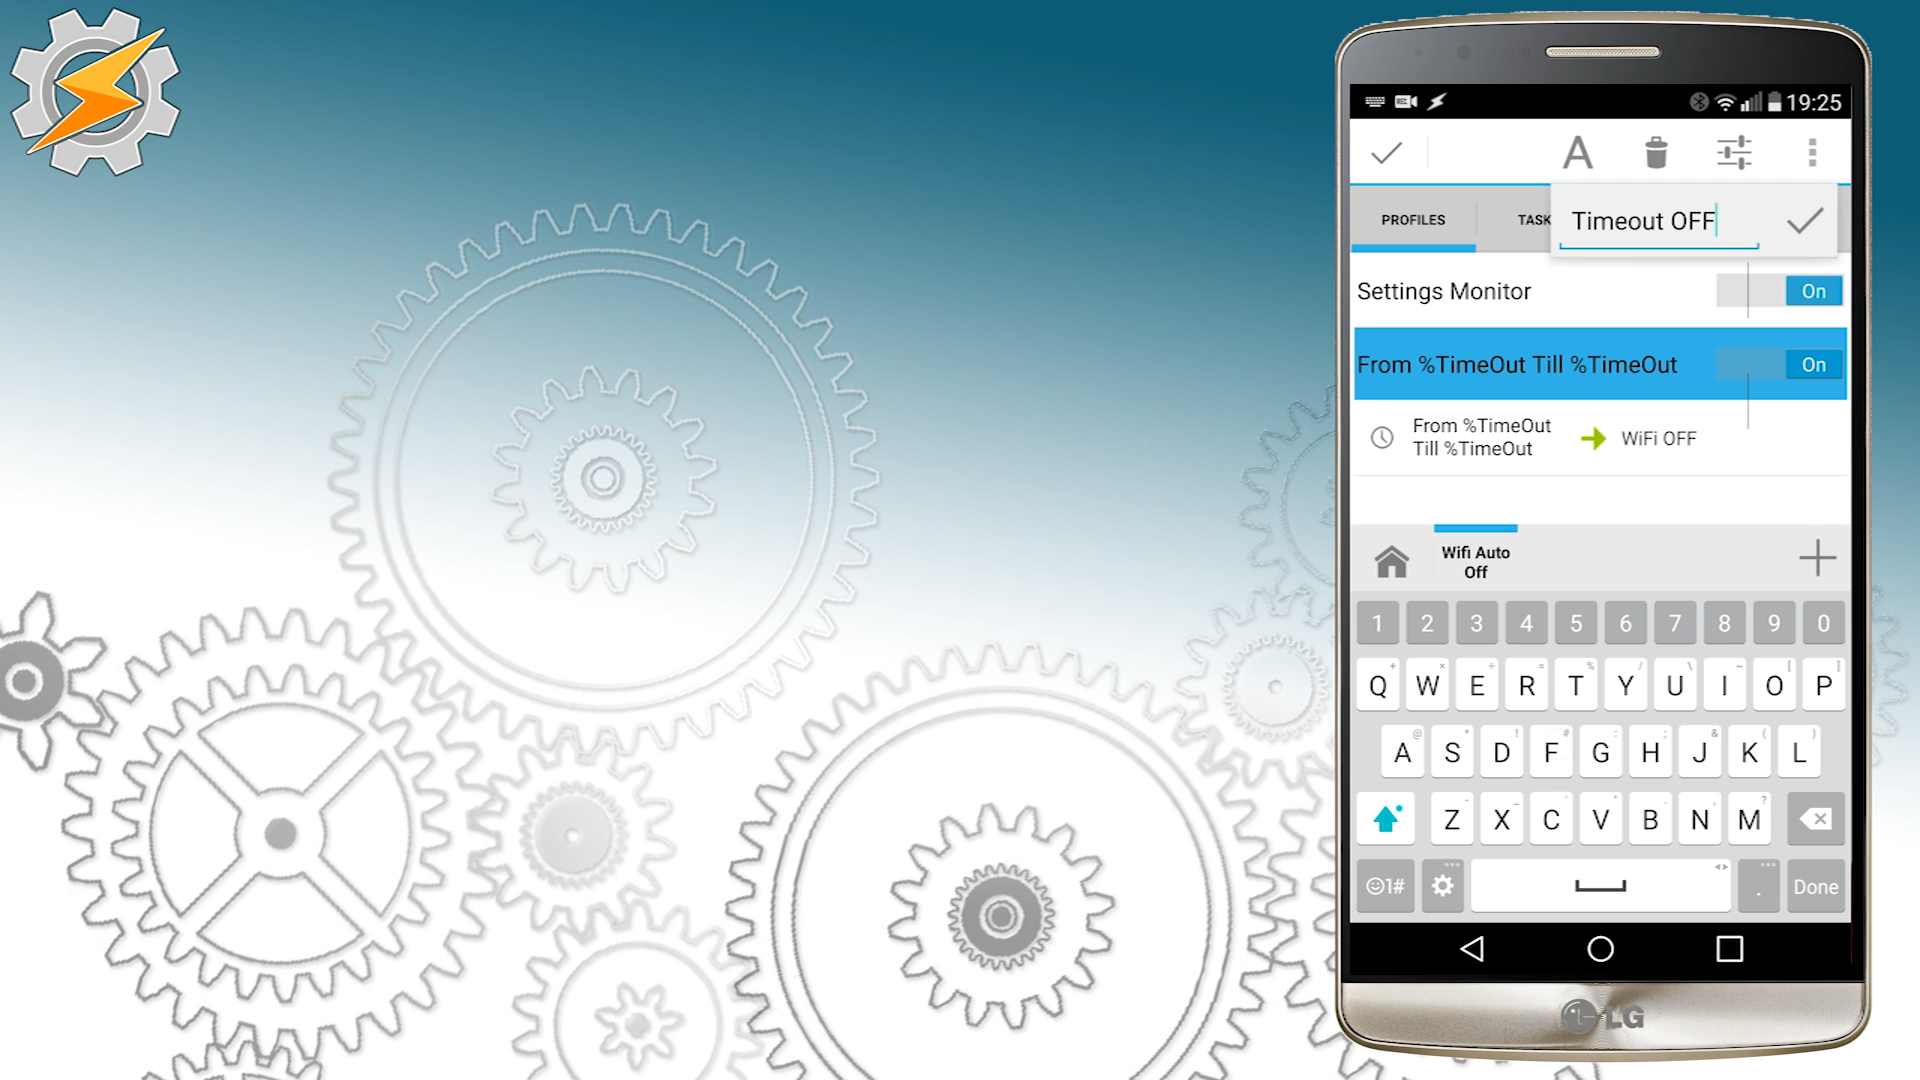 REC
19:25
A
PROFILES
TASK
Timeout OFF
Settings Monitor
On
From %TimeOut Till %TimeOut
On
From %TimeOut
Till %TimeOut
WiFi OFF
Wifi Auto
Off
1 2 3 4 5 6 7 8 9 0
+ × ÷ = % / \ ~ [ ]
Q W E R T Y U I O P
@ * ! # : ; & ( )
A S D F G H J K L
- _ ' " . , ?
Z X C V B N M
1# . Done
LG